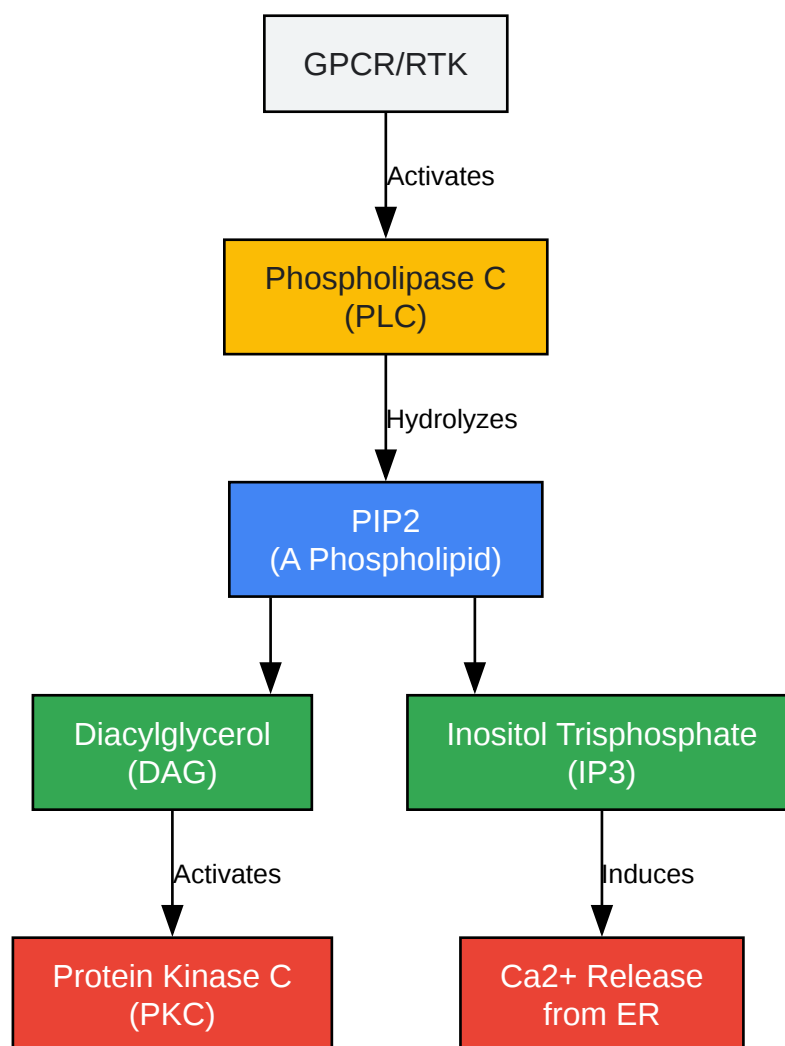 GPCR/RTK
Activates
Phospholipase C
(PLC)
Hydrolyzes
PIP2
(A Phospholipid)
Diacylglycerol
(DAG)
Inositol Trisphosphate
(IP3)
Activates
Induces
Protein Kinase C
(PKC)
Ca2+ Release
from ER